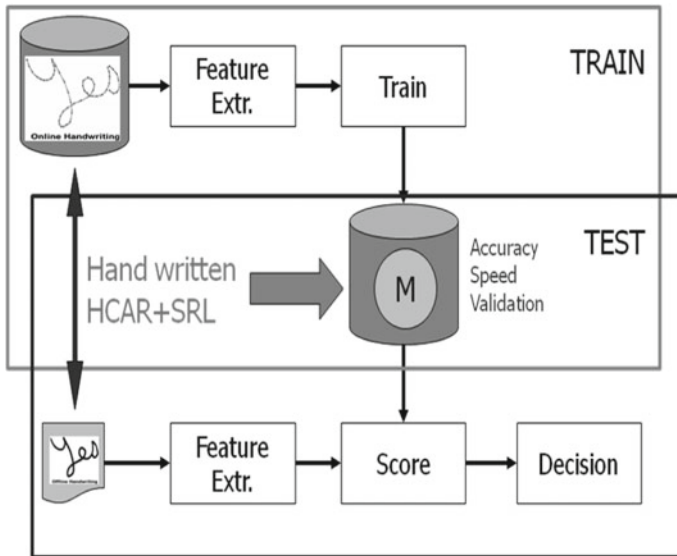 yes
Online Handwriting
Feature
Extr.
Train
TRAIN
Hand written
HCAR+SRL
M
Accuracy
Speed
Validation
TEST
yes
Offline Handwriting
Feature
Extr.
Score
Decision